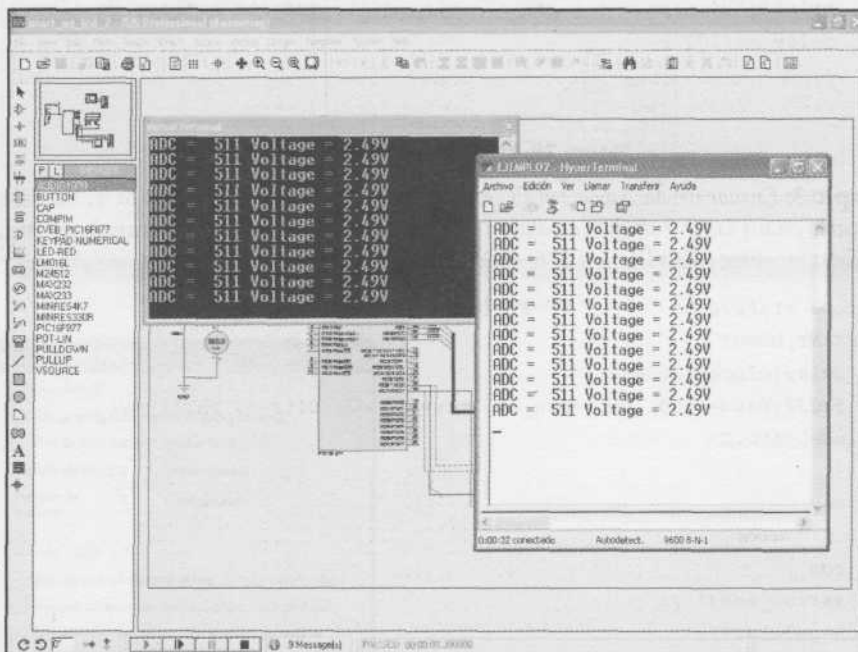 P L
BUTTON
CAP
COMPIM
CVEB_PIC16F877
KEYPAD-NUMERICAL
LED-RED
LM016L
M24512
MAX232
MAX233
MINRES4K7
MINRES330R
PIC16F877
POT-LIN
PULLDOWN
PULLUP
VSOURCE
ADC = 511 Voltage = 2.49V
ADC = 511 Voltage = 2.49V
ADC = 511 Voltage = 2.49V
ADC = 511 Voltage = 2.49V
ADC = 511 Voltage = 2.49V
ADC = 511 Voltage = 2.49V
ADC = 511 Voltage = 2.49V
ADC = 511 Voltage = 2.49V
ADC = 511 Voltage = 2.49V
ADC = 511 Voltage = 2.49V
ADC = 511 Voltage = 2.49V
EJEMPLO2 - HyperTerminal
Archivo Edición Ver Llamar Transferir Ayuda
ADC = 511 Voltage = 2.49V
ADC = 511 Voltage = 2.49V
ADC = 511 Voltage = 2.49V
ADC = 511 Voltage = 2.49V
ADC = 511 Voltage = 2.49V
ADC = 511 Voltage = 2.49V
ADC = 511 Voltage = 2.49V
ADC = 511 Voltage = 2.49V
ADC = 511 Voltage = 2.49V
ADC = 511 Voltage = 2.49V
ADC = 511 Voltage = 2.49V
ADC = 511 Voltage = 2.49V
ADC = 511 Voltage = 2.49V
0:00:32 conectado Autodetect. 9600 8-N-1
9 Message(s)